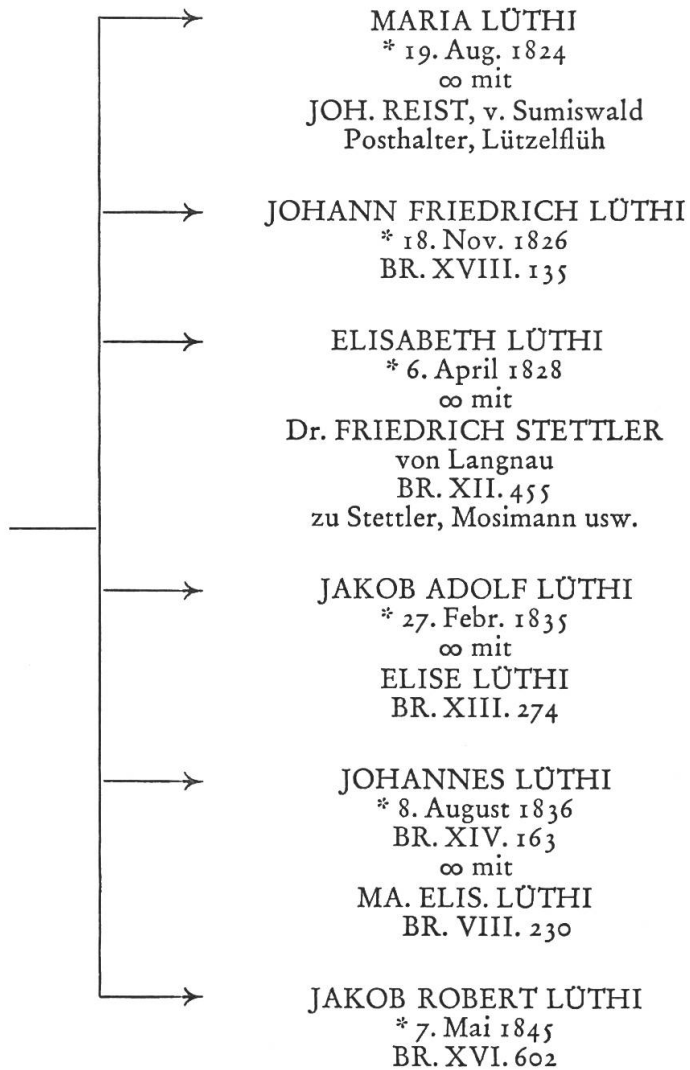 MARIA LÜTHI
* 19. Aug. 1824
∞ mit
JOH. REIST, v. Sumiswald
Posthalter, Lützelflüh
JOHANN FRIEDRICH LÜTHI
* 18. Nov. 1826
BR. XVIII. 135
ELISABETH LÜTHI
* 6. April 1828
∞ mit
Dr. FRIEDRICH STETTLER
von Langnau
BR. XII. 455
zu Stettler, Mosimann usw.
JAKOB ADOLF LÜTHI
* 27. Febr. 1835
∞ mit
ELISE LÜTHI
BR. XIII. 274
JOHANNES LÜTHI
* 8. August 1836
BR. XIV. 163
∞ mit
MA. ELIS. LÜTHI
BR. VIII. 230
JAKOB ROBERT LÜTHI
* 7. Mai 1845
BR. XVI. 602